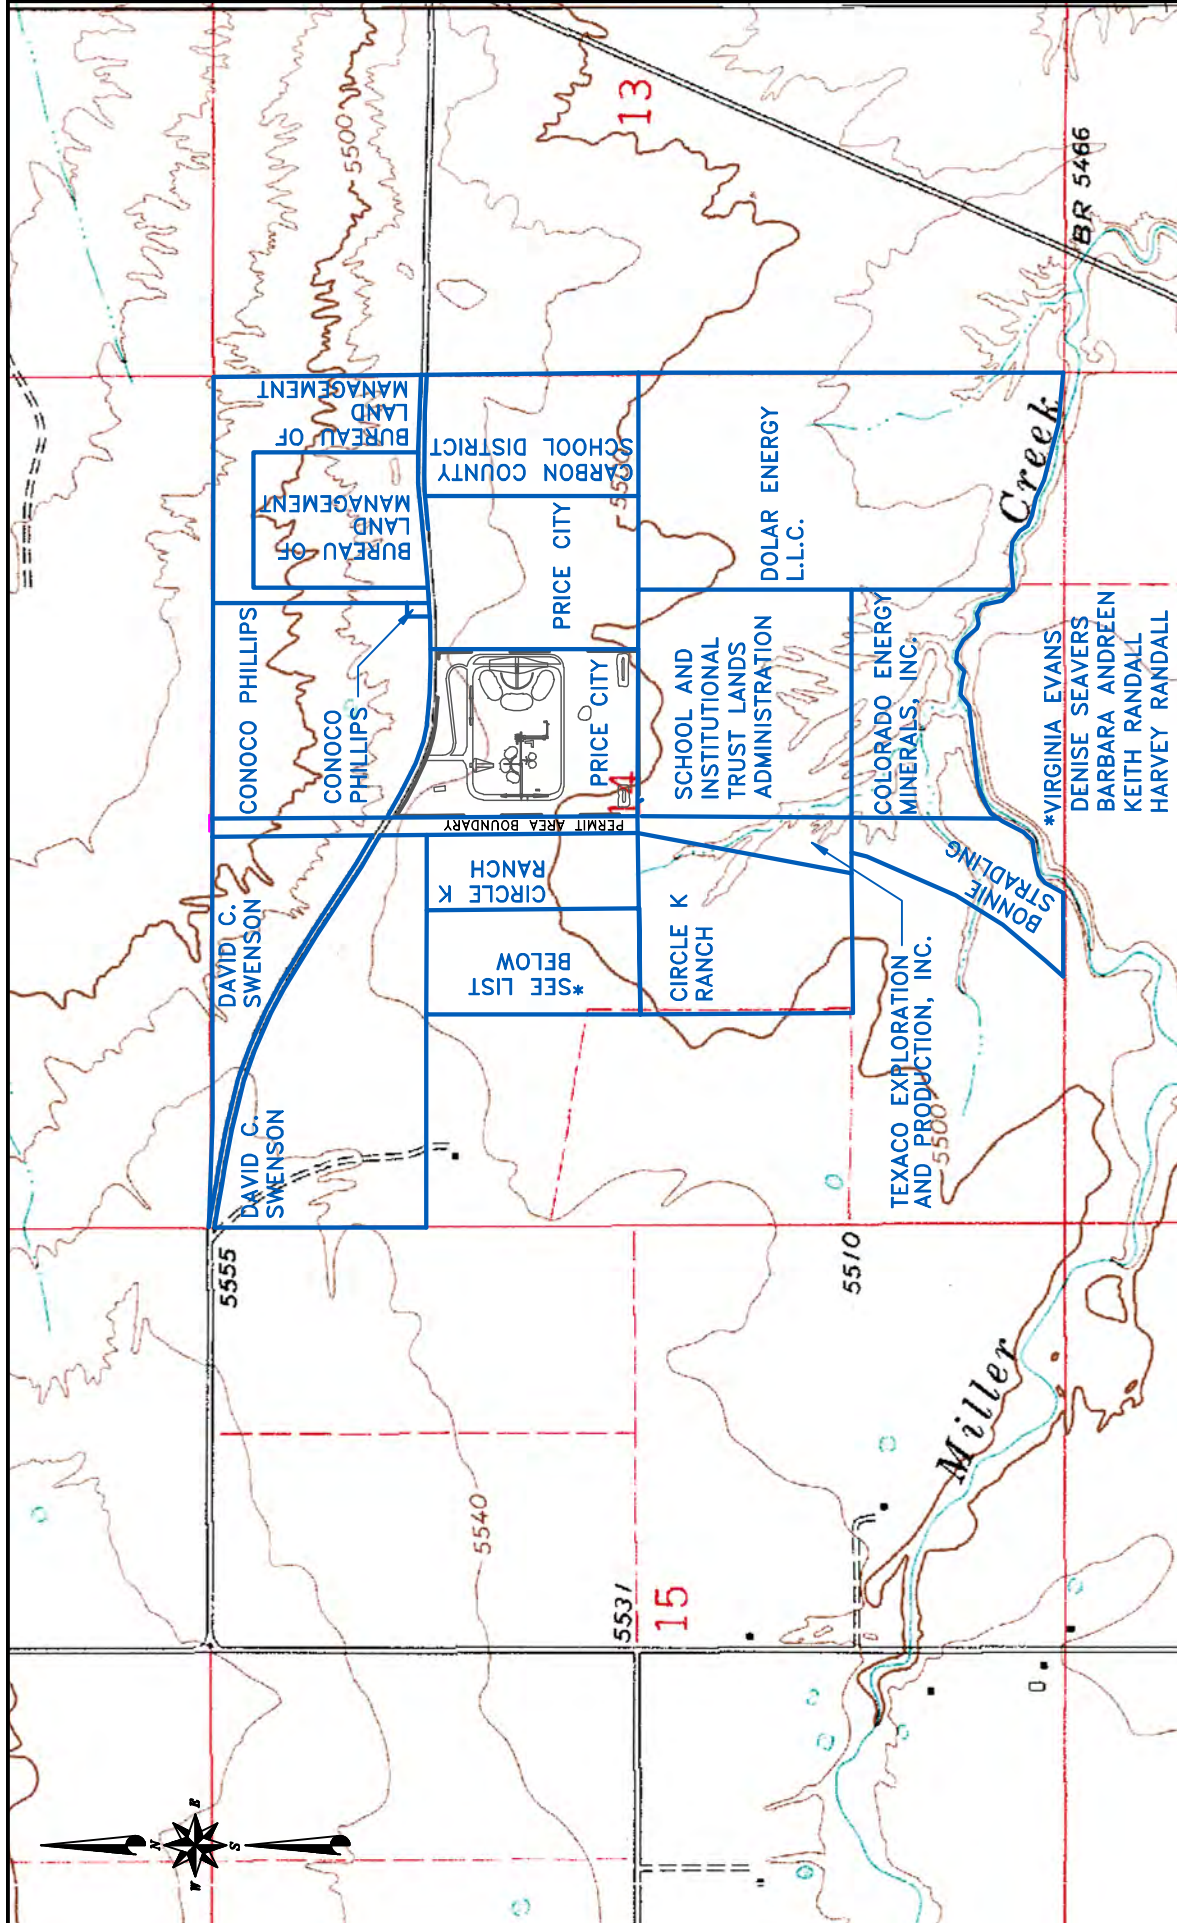 N
W
E
S
5555
DAVID C.
SWENSON
DAVID C.
SWENSON
CONOCO PHILLIPS
CONOCO
PHILLIPS
BUREAU OF
LAND
MANAGEMENT
BUREAU OF
LAND
MANAGEMENT
5500
*SEE LIST
BELOW
CIRCLE K
RANCH
PERMIT AREA BOUNDARY
PRICE CITY
PRICE CITY
CARBON COUNTY
SCHOOL DISTRICT
5540
5531
15
14
5500
13
CIRCLE K
RANCH
SCHOOL AND
INSTITUTIONAL
TRUST LANDS
ADMINISTRATION
DOLAR ENERGY
L.L.C.
5510
TEXACO EXPLORATION
AND PRODUCTION, INC.
COLORADO ENERGY
MINERALS, INC.
5500
BONNIE
STRADLING
Miller
Creek
BR 5466
*VIRGINIA EVANS
DENISE SEAVERS
BARBARA ANDREEN
KEITH RANDALL
HARVEY RANDALL